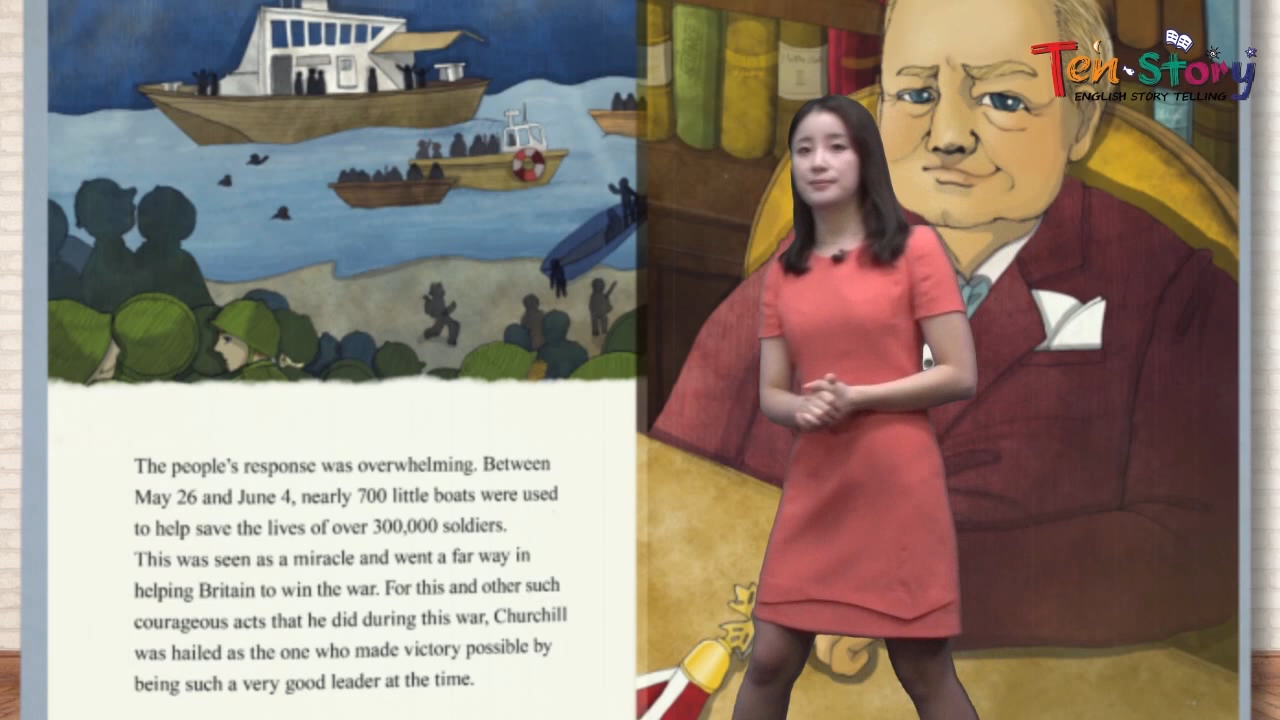 Ten-Story
ENGLISH STORY TELLING
The people's response was overwhelming. Between
May 26 and June 4, nearly 700 little boats were used
to help save the lives of over 300,000 soldiers.
This was seen as a miracle and went a far way in
helping Britain to win the war. For this and other such
courageous acts that he did during this war, Churchill
was hailed as the one who made victory possible by
being such a very good leader at the time.